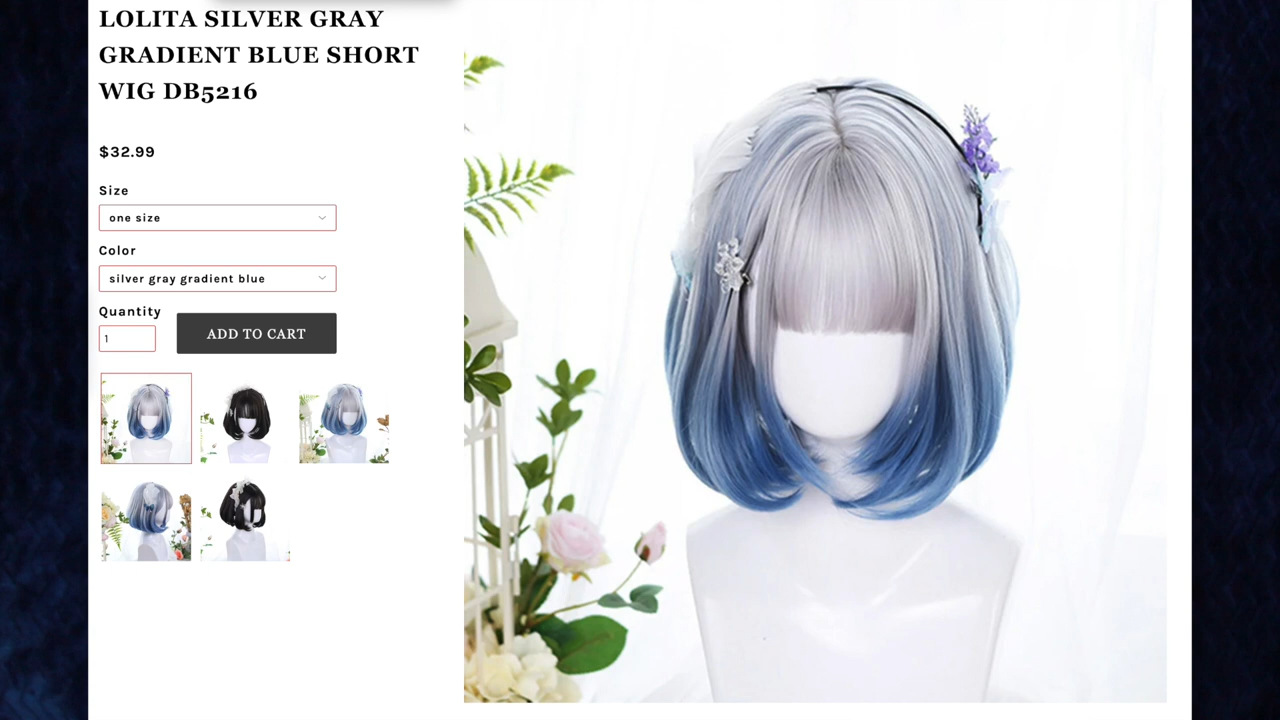 LOLITA SILVER GRAY
GRADIENT BLUE SHORT
WIG DB5216
$32.99
Size
one size
Color
silver gray gradient blue
Quantity
1
ADD TO CART